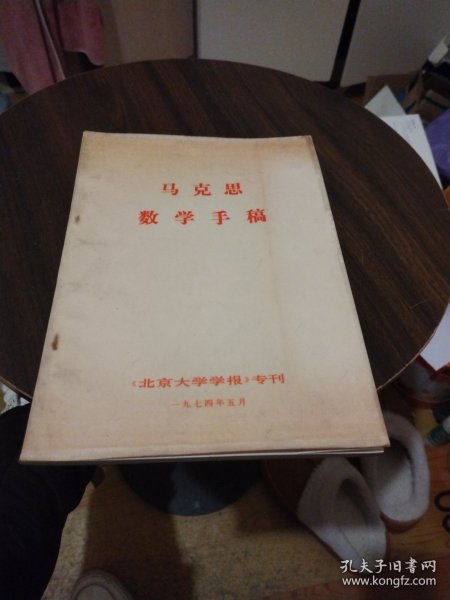 马克思
数学手稿
《北京大学学报》专刊
一九七四年五月
孔夫子旧书网
www.kongfz.com